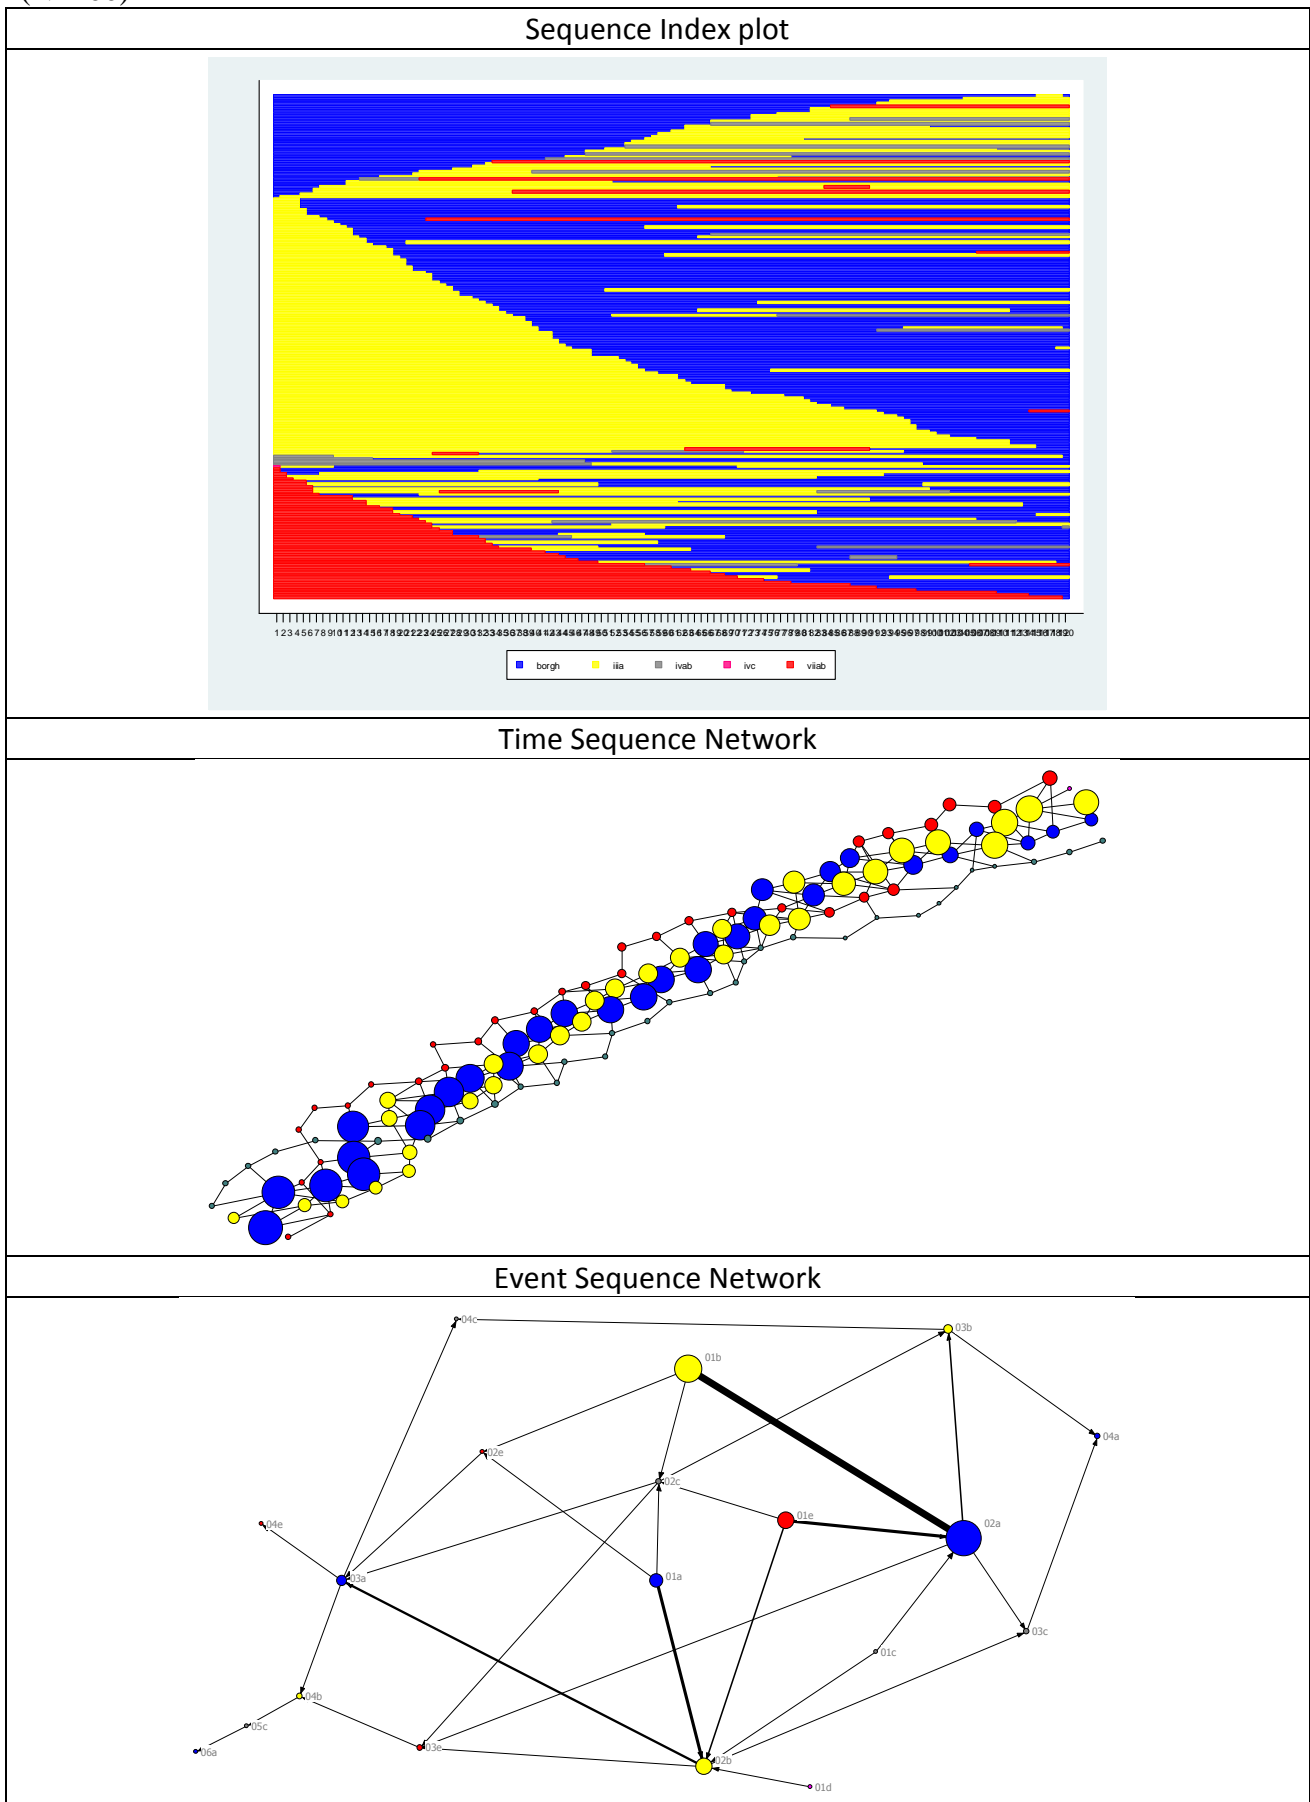 Sequence Index plot
borgh iiia ivab ivc viiab
Time Sequence Network
Event Sequence Network
04c
03b
01b
04a
02e
02c
01e
02a
04e
03a
01a
03c
01c
04b
05c
06a
03e
02b
01d